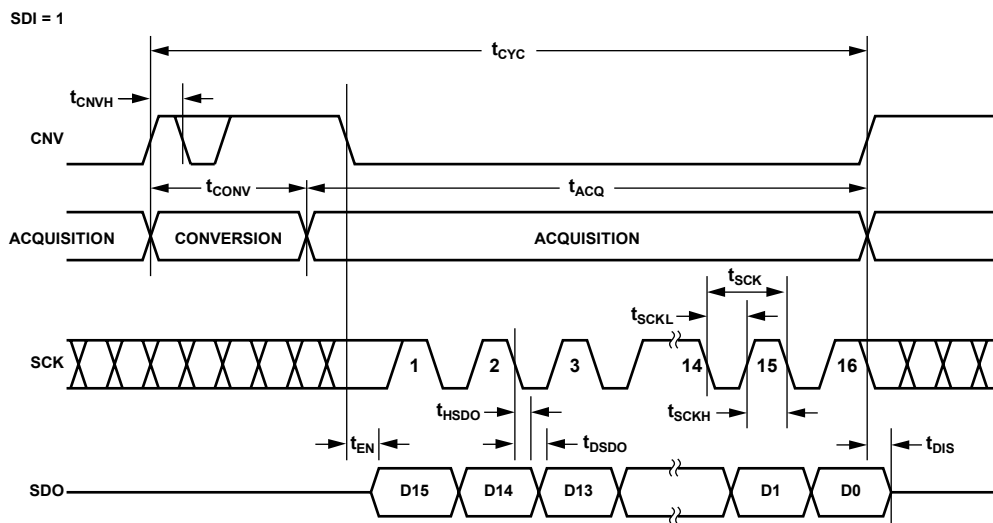 SDI = 1
tCYC
tCNVH
CNV
tCONV
tACQ
ACQUISITION
CONVERSION
ACQUISITION
tSCK
tSCKL
SCK
1
2
3
14
15
16
tHSDO
tSCKH
tEN
tDSDO
tDIS
SDO
D15
D14
D13
D1
D0